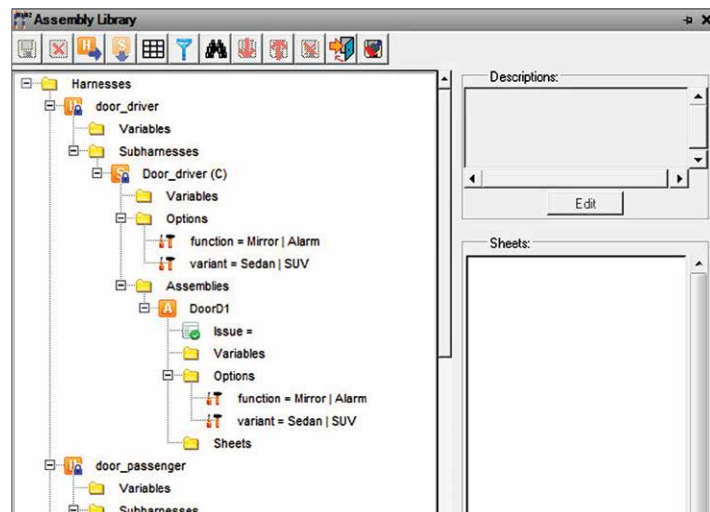 Assembly Library
Harnesses
door_driver
Variables
Subharnesses
Door_driver (C)
Variables
Options
function = Mirror | Alarm
variant = Sedan | SUV
Assemblies
DoorD1
Issue =
Variables
Options
function = Mirror | Alarm
variant = Sedan | SUV
Sheets
door_passenger
Variables
Subharnesses
Descriptions:
Edit
Sheets: